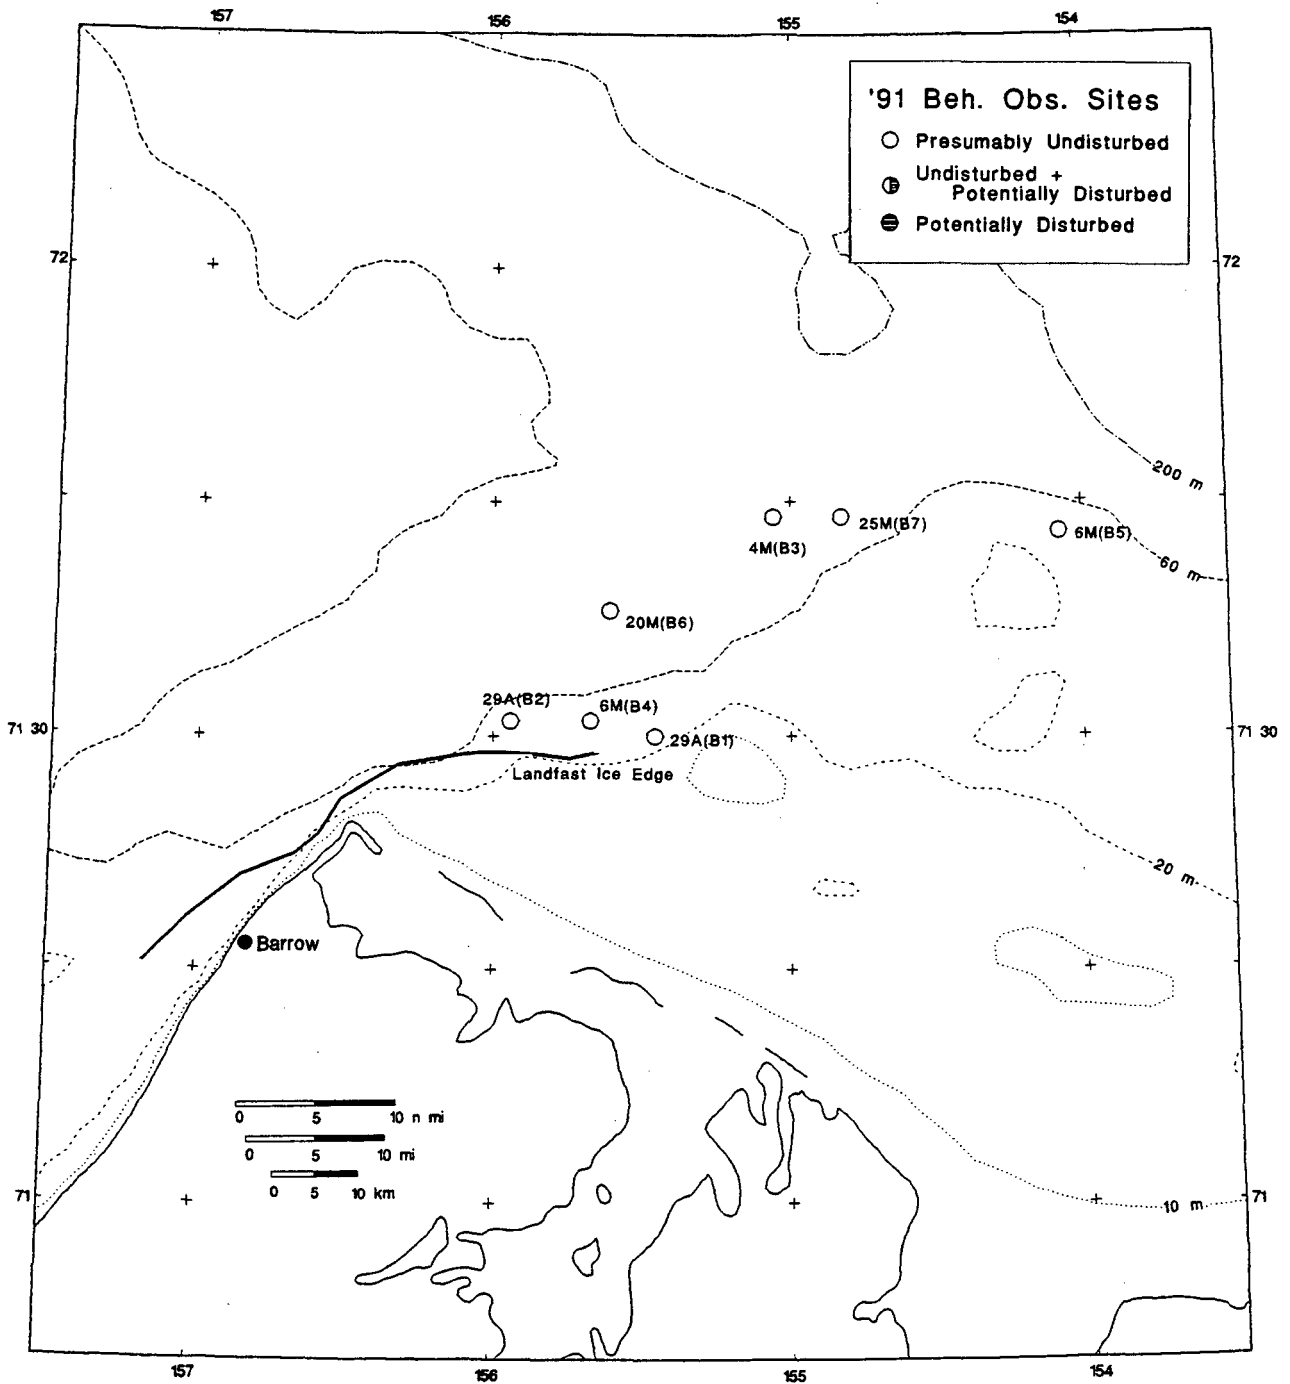 157
156
155
154
'91 Beh. Obs. Sites
Presumably Undisturbed
Undisturbed +
Potentially Disturbed
Potentially Disturbed
72
72
200 m
25M(B7)
6M(B5)
4M(B3)
60 m
20M(B6)
29A(B2)
6M(B4)
71 30
71 30
29A(B1)
Landfast Ice Edge
20 m
Barrow
0 5 10 n mi
0 5 10 mi
0 5 10 km
71
71
10 m
157
156
155
154